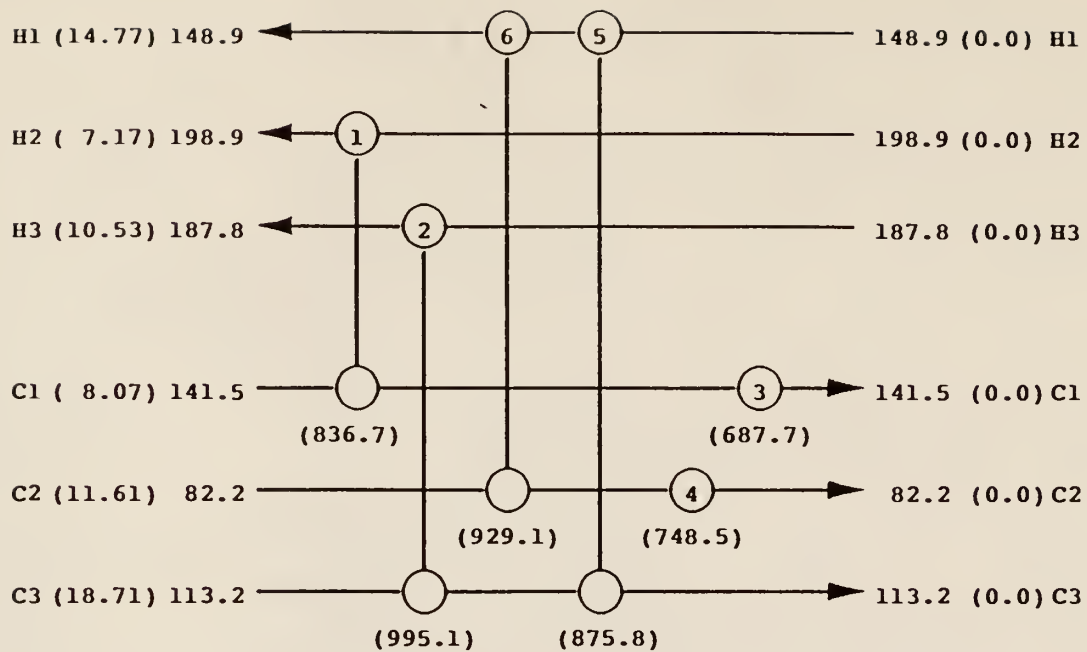 H1 (14.77) 148.9 6 5 148.9 (0.0) H1
H2 ( 7.17) 198.9 1 198.9 (0.0) H2
H3 (10.53) 187.8 2 187.8 (0.0) H3
C1 ( 8.07) 141.5 3 141.5 (0.0) C1
(836.7) (687.7)
C2 (11.61) 82.2 4 82.2 (0.0) C2
(929.1) (748.5)
C3 (18.71) 113.2 113.2 (0.0) C3
(995.1) (875.8)